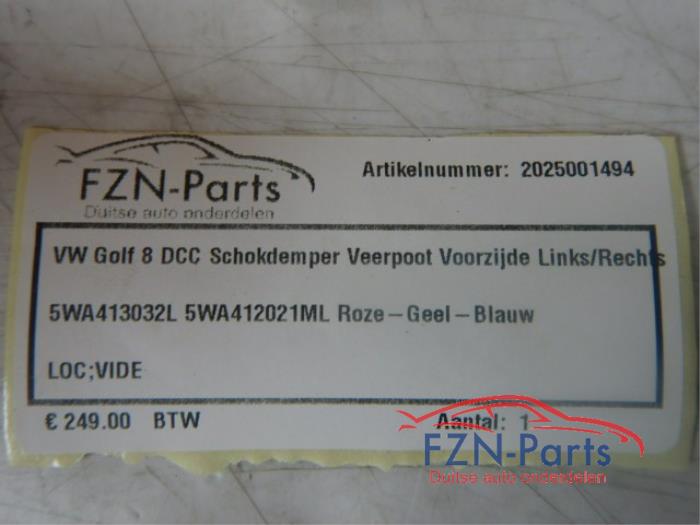 FZN-Parts
Duitse auto onderdelen
Artikelnummer: 2025001494
VW Golf 8 DCC Schokdemper Veerpoot Voorzijde Links/Rechts
5WA413032L 5WA412021ML Roze-Geel-Blauw
LOC;VIDE
€ 249.00 BTW
Aantal: 1
FZN-Parts
Duitse auto onderdelen